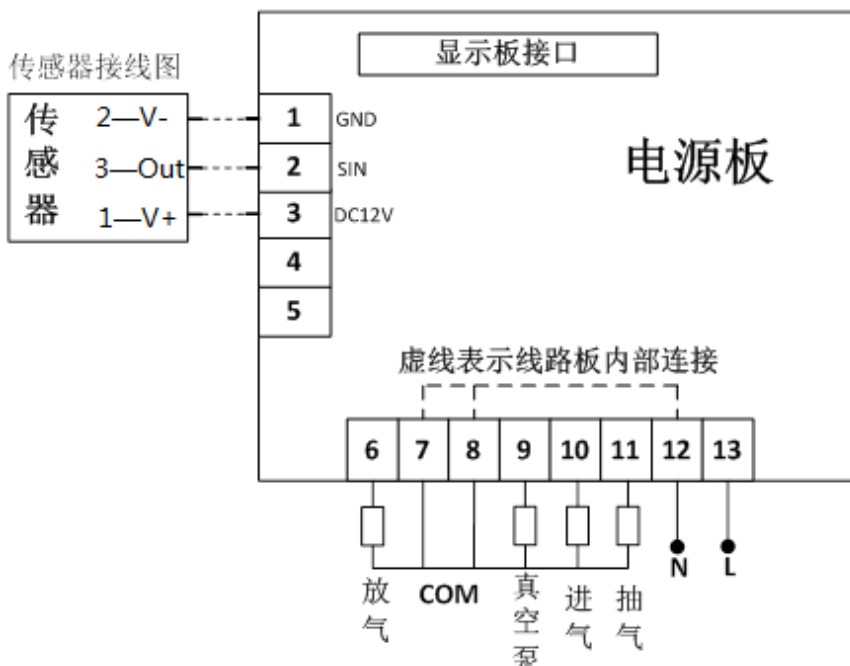 显示板接口
传感器接线图
传感器
2—V-
3—Out
1—V+
1 GND
2 SIN
3 DC12V
4
5
电源板
虚线表示线路板内部连接
6 7 8 9 10 11 12 13
放气 COM 真空泵 进气 抽气 N L